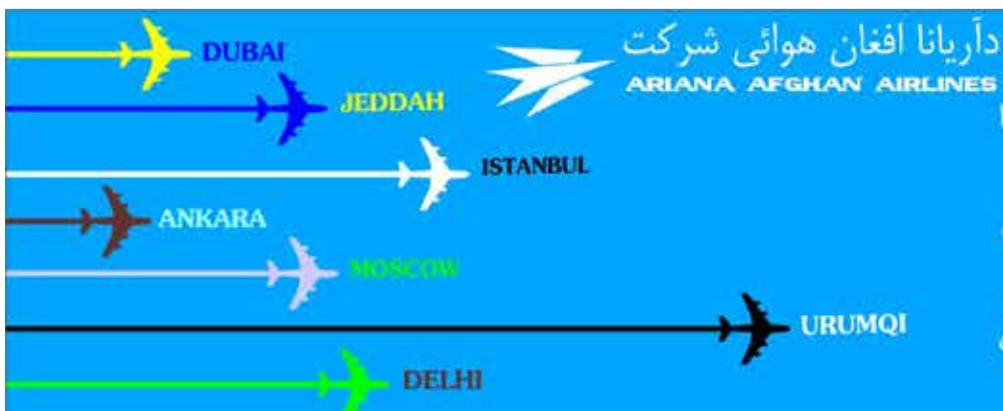 دآریانا افغان هوائی شرکت
ARIANA AFGHAN AIRLINES
DUBAI
JEDDAH
ISTANBUL
ANKARA
MOSCOW
URUMQI
DELHI